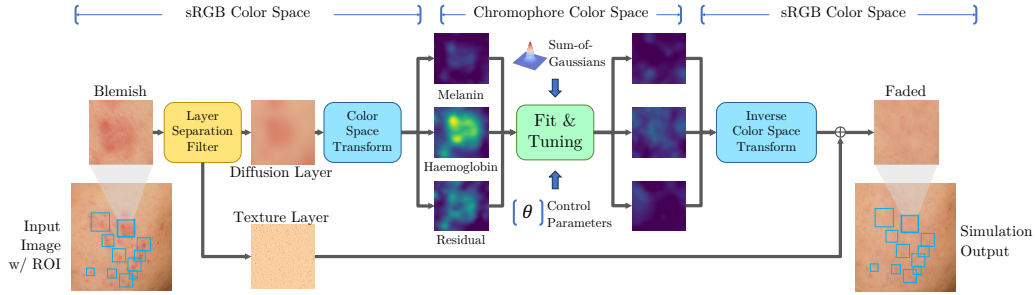 sRGB Color Space
Chromophore Color Space
sRGB Color Space
Blemish
Layer
Separation
Filter
Diffusion Layer
Color
Space
Transform
Melanin
Haemoglobin
Residual
Sum-of-
Gaussians
Fit &
Tuning
[θ]
Control
Parameters
Inverse
Color Space
Transform
Faded
Texture Layer
Input
Image
w/ ROI
Simulation
Output